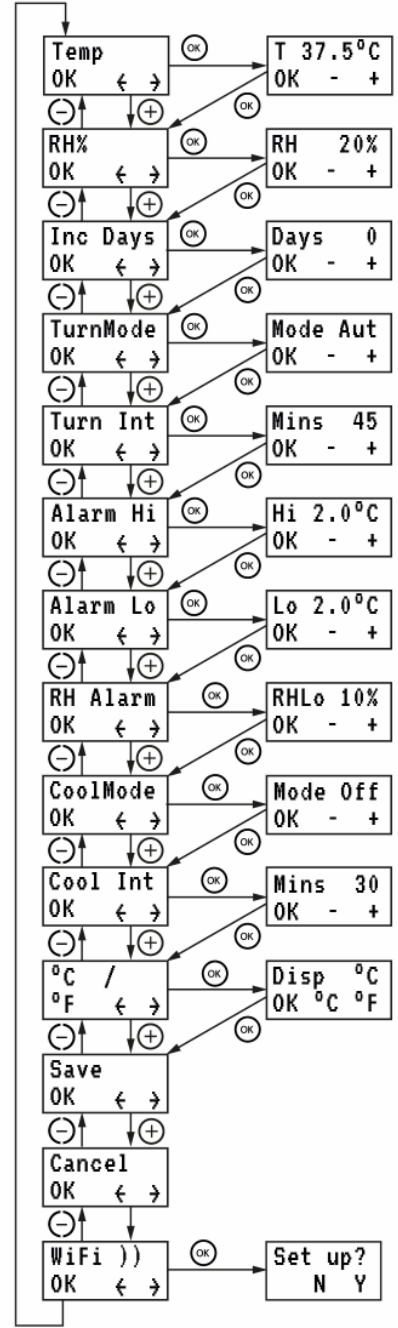 Temp
OK ← →
OK
T 37.5°C
OK - +
OK
(-) (+)
RH%
OK ← →
OK
RH 20%
OK - +
OK
(-) (+)
Inc Days
OK ← →
OK
Days 0
OK - +
OK
(-) (+)
TurnMode
OK ← →
OK
Mode Aut
OK - +
OK
(-) (+)
Turn Int
OK ← →
OK
Mins 45
OK - +
OK
(-) (+)
Alarm Hi
OK ← →
OK
Hi 2.0°C
OK - +
OK
(-) (+)
Alarm Lo
OK ← →
OK
Lo 2.0°C
OK - +
OK
(-) (+)
RH Alarm
OK ← →
OK
RHLo 10%
OK - +
OK
(-) (+)
CoolMode
OK ← →
OK
Mode Off
OK - +
OK
(-) (+)
Cool Int
OK ← →
OK
Mins 30
OK - +
OK
(-) (+)
°C /
°F ← →
OK
Disp °C
OK °C °F
OK
(-) (+)
Save
OK ← →
(-) (+)
Cancel
OK ← →
(-)
WiFi ))
OK ← →
OK
Set up?
N Y